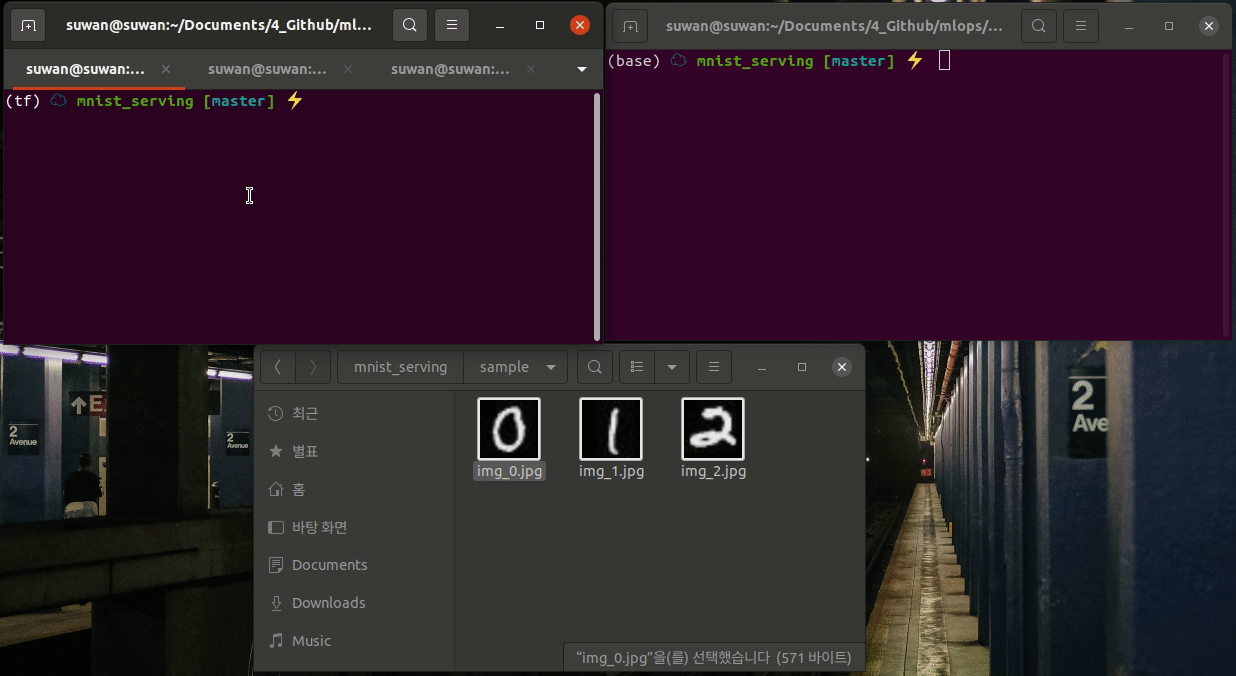 suwan@suwan:~/Documents/4_Github/ml...
suwan@suwan:~/Documents/4_Github/mlops/...
suwan@suwan:...
suwan@suwan:...
suwan@suwan:...
(tf) mnist_serving [master] ⚡
(base) mnist_serving [master] ⚡
mnist_serving
sample
최근
별표
홈
바탕 화면
Documents
Downloads
Music
0
1
2
img_0.jpg
img_1.jpg
img_2.jpg
“img_0.jpg”을(를) 선택했습니다 (571 바이트)
E
2
Avenue
2
Avenue
2
Ave